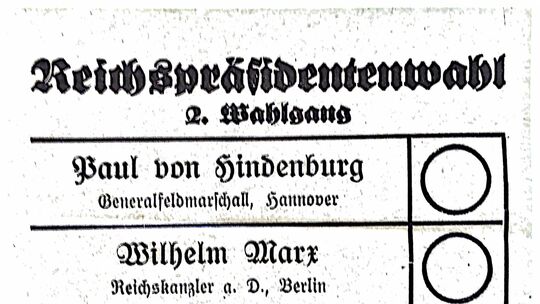 Reichspräsidentenwahl
2. Wahlgang
Paul von Hindenburg
Generalfeldmarschall, Hannover
Wilhelm Marx
Reichskanzler a. D., Berlin